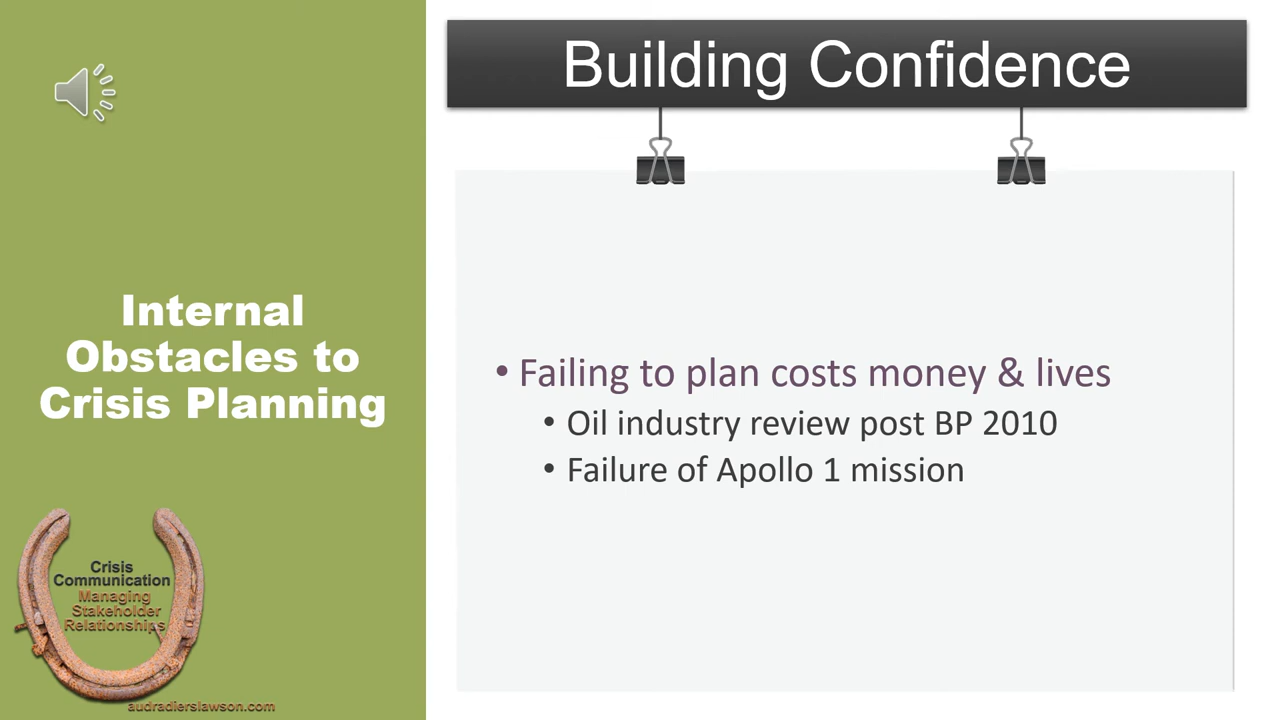 Building Confidence
Internal
Obstacles to
Crisis Planning
• Failing to plan costs money & lives
• Oil industry review post BP 2010
• Failure of Apollo 1 mission
Crisis
Communication
Managing
Stakeholder
Relationships
audradierslawson.com